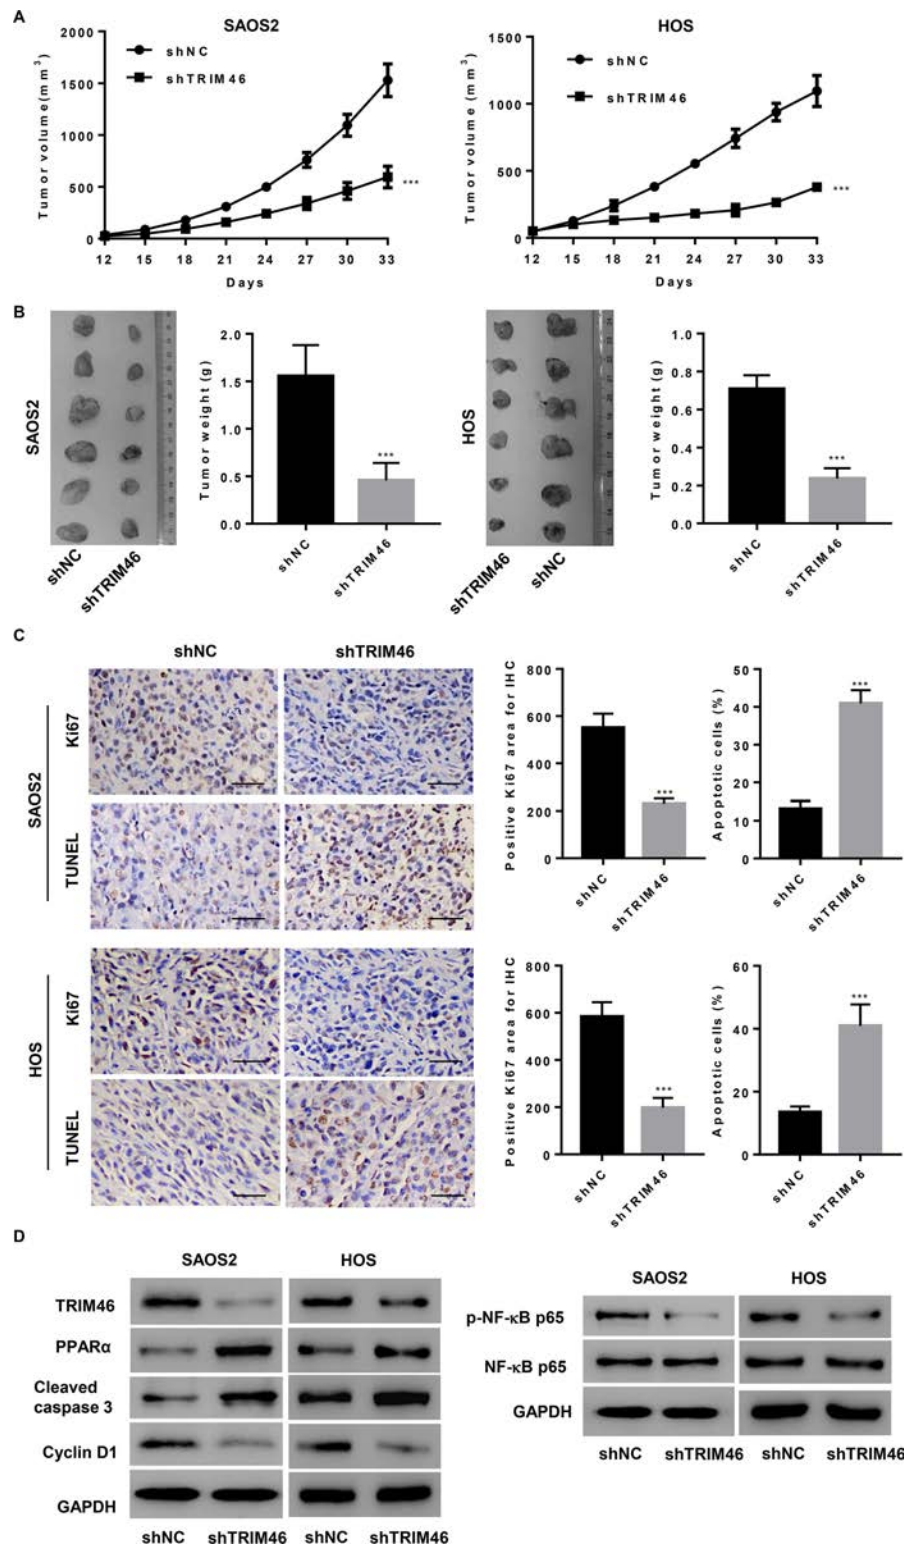 A
SAOS2
HOS
Tumor volume(mm3)
2000
1500
1000
500
0
shNC
shTRIM46
***
12 15 18 21 24 27 30 33
Days
Tumor volume (mm3)
1500
1000
500
0
shNC
shTRIM46
***
12 15 18 21 24 27 30 33
Days
B
SAOS2
shNC
shTRIM46
Tumor weight (g)
2.0
1.5
1.0
0.5
0.0
***
shNC
shTRIM46
HOS
shTRIM46
shNC
Tumor weight (g)
0.8
0.6
0.4
0.2
0.0
***
shNC
shTRIM46
C
shNC
shTRIM46
SAOS2
Ki67
TUNEL
Positive Ki67 area for IHC
800
600
400
200
0
***
shNC
shTRIM46
Apoptotic cells (%)
50
40
30
20
10
0
***
shNC
shTRIM46
HOS
Ki67
TUNEL
Positive Ki67 area for IHC
800
600
400
200
0
***
shNC
shTRIM46
Apoptotic cells (%)
60
40
20
0
***
shNC
shTRIM46
D
SAOS2
HOS
TRIM46
PPARα
Cleaved
caspase 3
Cyclin D1
GAPDH
shNC shTRIM46 shNC shTRIM46
SAOS2
HOS
p-NF-κB p65
NF-κB p65
GAPDH
shNC shTRIM46 shNC shTRIM46